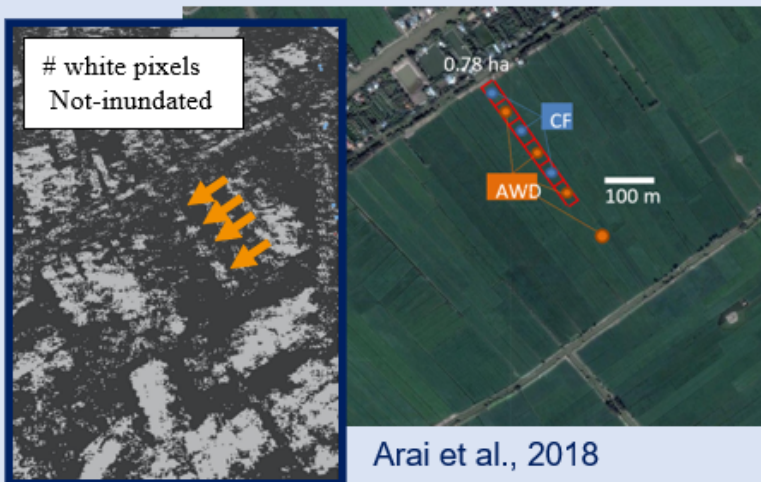 # white pixels
Not-inundated
0.78 ha
CF
AWD
100 m
Arai et al., 2018